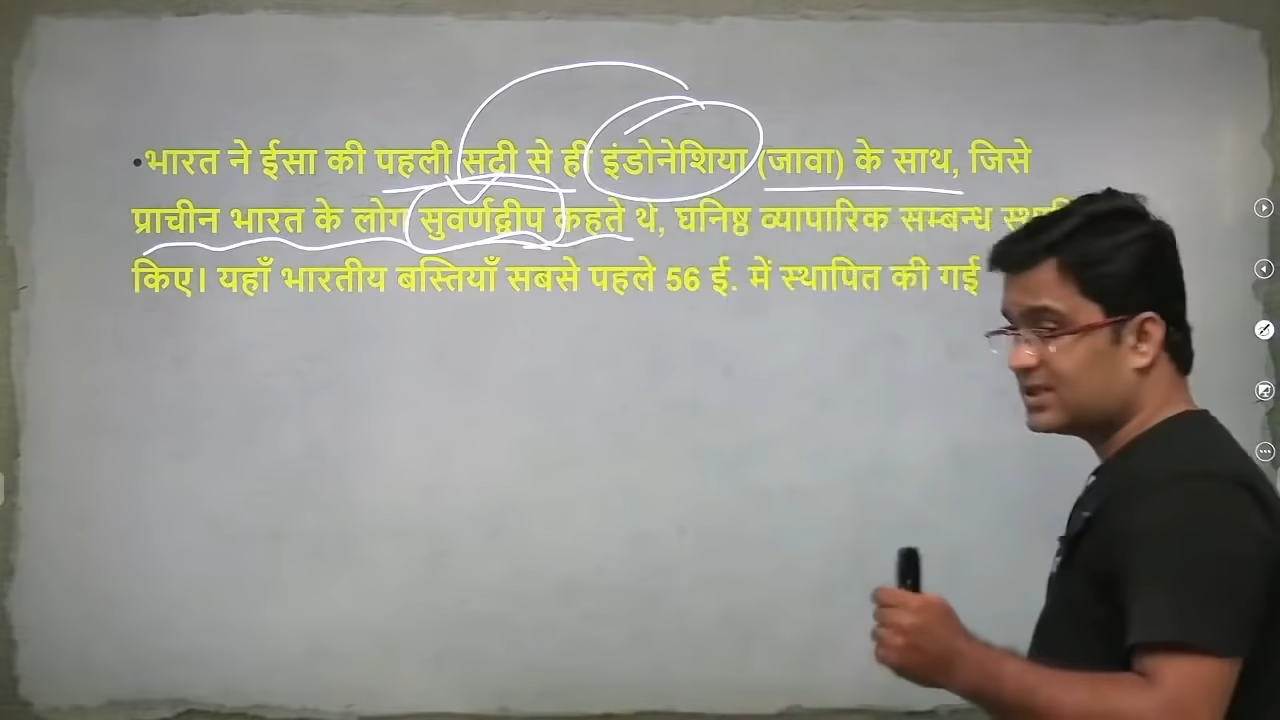 •भारत ने ईसा की पहली सदी से ही इंडोनेशिया (जावा) के साथ, जिसे
प्राचीन भारत के लोग सुवर्णद्वीप कहते थे, घनिष्ठ व्यापारिक सम्बन्ध
किए। यहाँ भारतीय बस्तियाँ सबसे पहले 56 ई. में स्थापित की गई